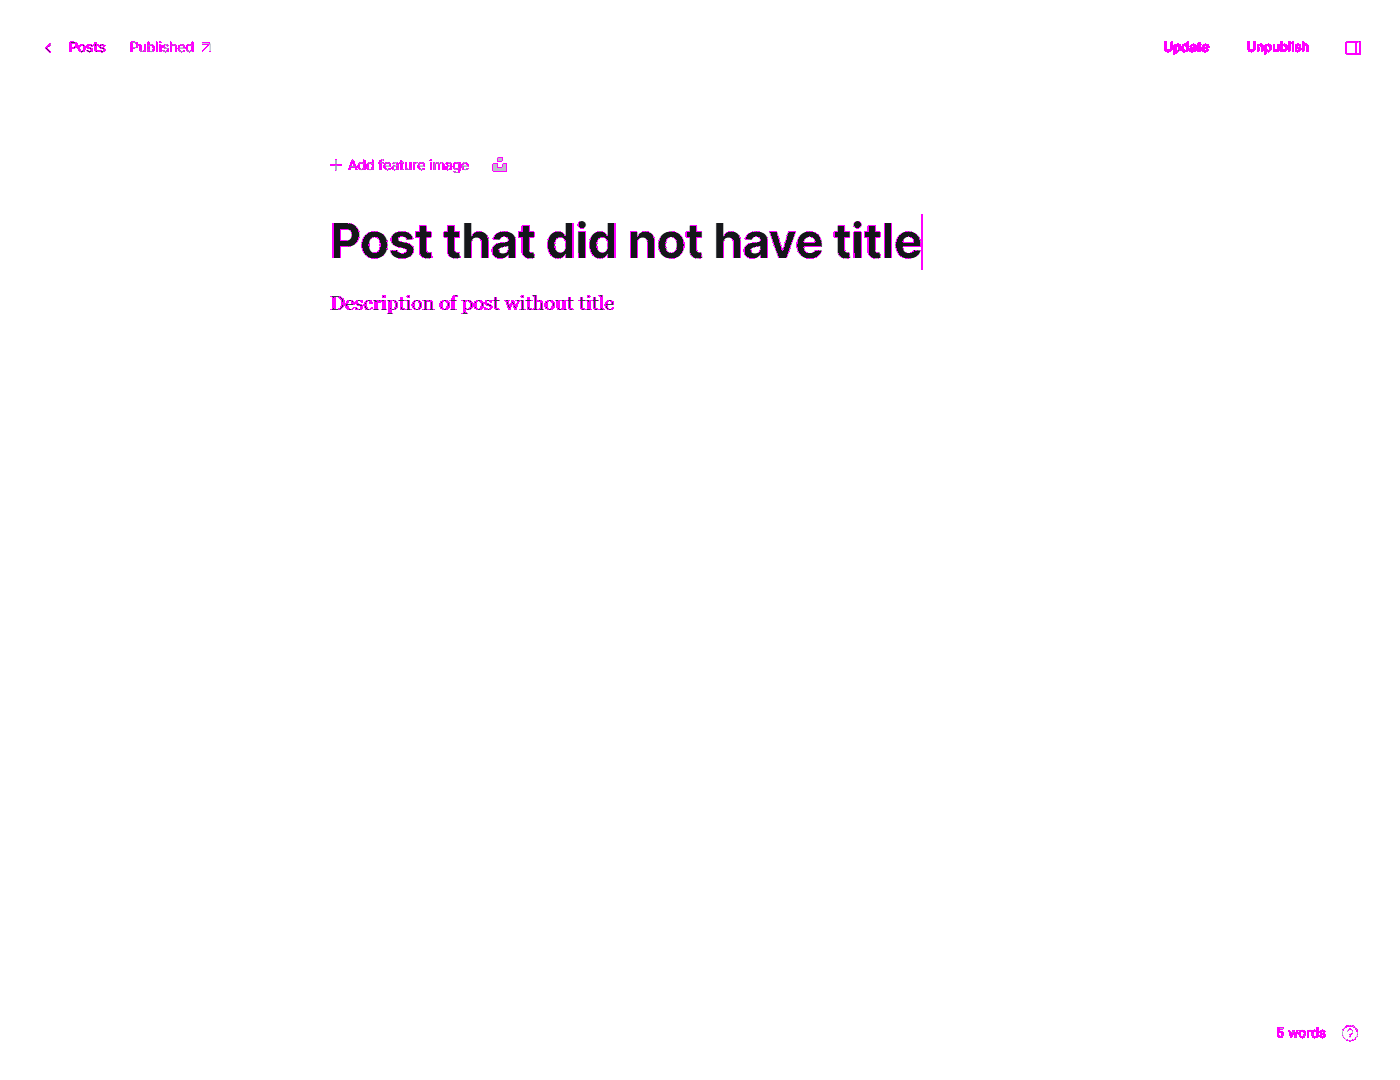 Posts Published Update Unpublish
Add feature image
Post that did not have title
Description of post without title
5 words